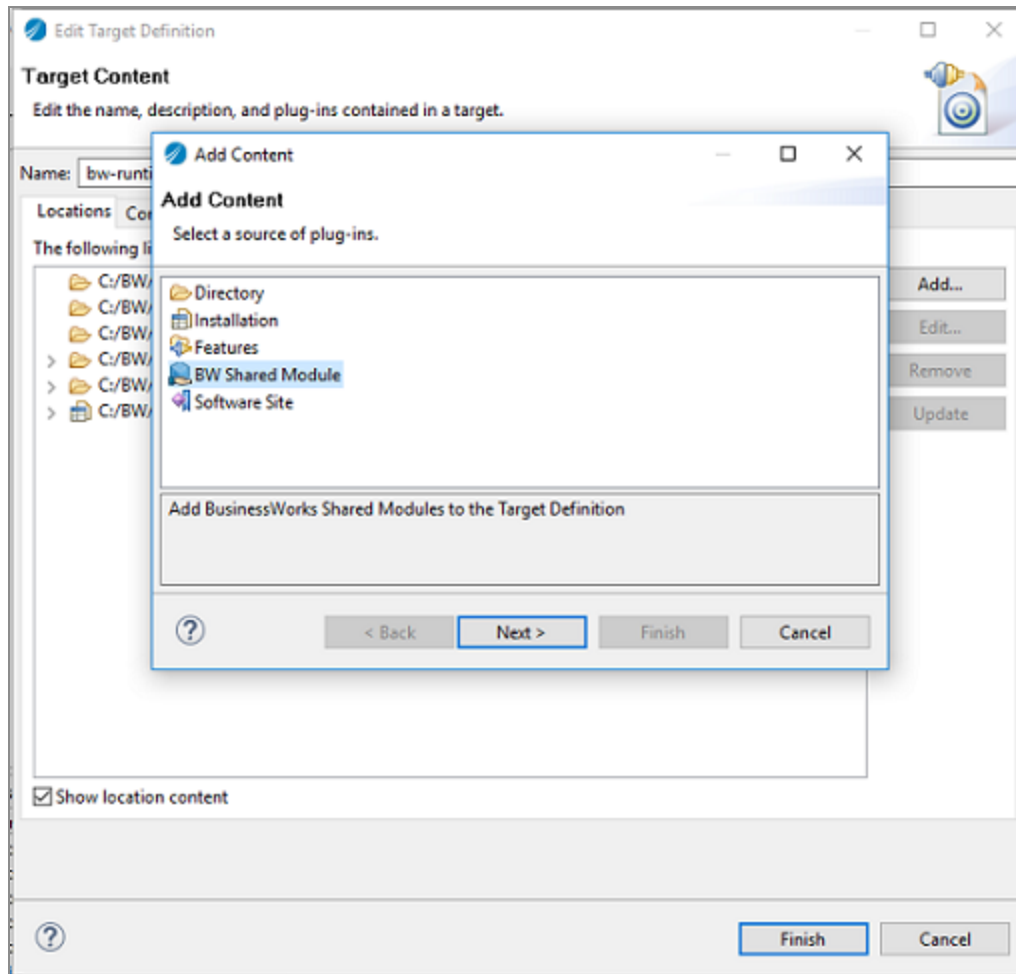 Edit Target Definition
Target Content
Edit the name, description, and plug-ins contained in a target.
Name: bw-runti
Locations Con
The following li
C:/BW/
C:/BW/
C:/BW/
C:/BW/
C:/BW/
C:/BW/
Add...
Edit...
Remove
Update
Add Content
Add Content
Select a source of plug-ins.
Directory
Installation
Features
BW Shared Module
Software Site
Add BusinessWorks Shared Modules to the Target Definition
< Back Next > Finish Cancel
Show location content
Finish Cancel